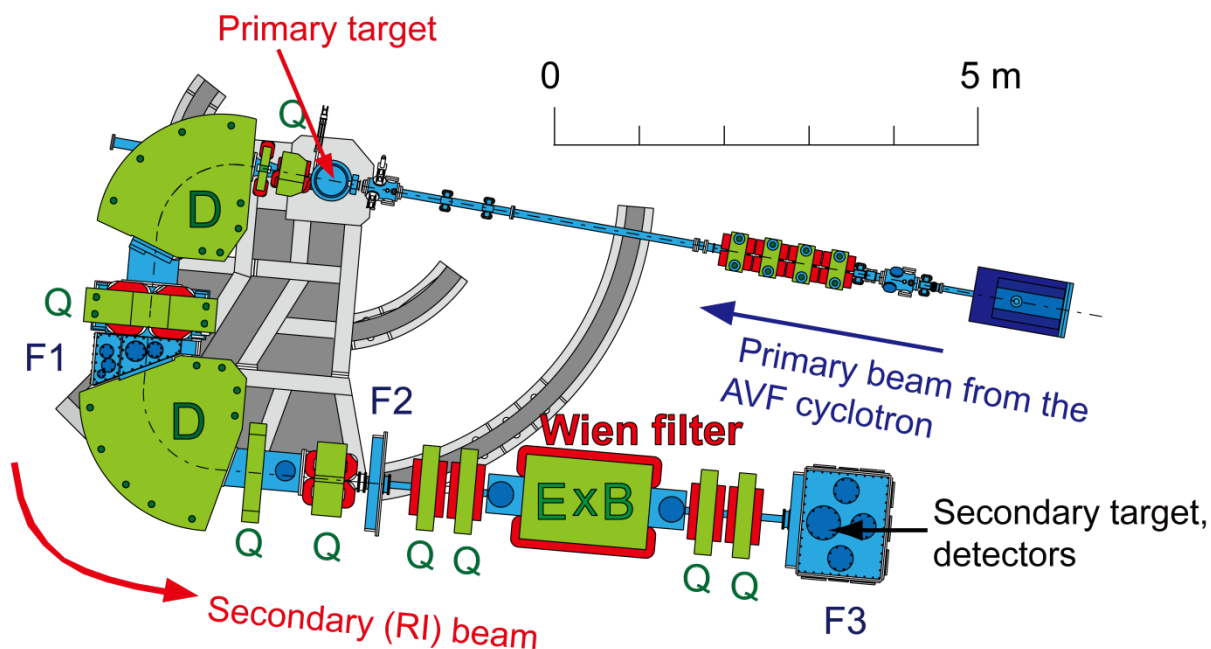 Primary target
0
5 m
Q
D
Q
F1
Primary beam from the
AVF cyclotron
D
F2
Wien filter
ExB
Secondary target,
detectors
Q
Q
Q
Q
Q
Q
F3
Secondary (RI) beam